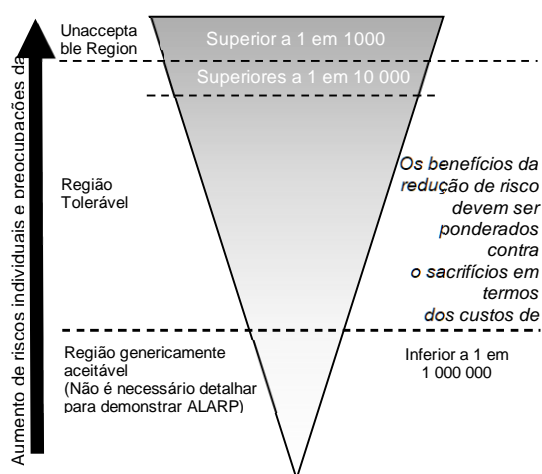 Unaccepta
ble Region
Superior a 1 em 1000
Superiores a 1 em 10 000
Aumento de riscos individuais e preocupações da
Região
Tolerável
Os benefícios da
redução de risco
devem ser
ponderados
contra
o sacrifícios em
termos
dos custos de
Região genericamente
aceitável
(Não é necessário detalhar
para demonstrar ALARP)
Inferior a 1 em
1 000 000